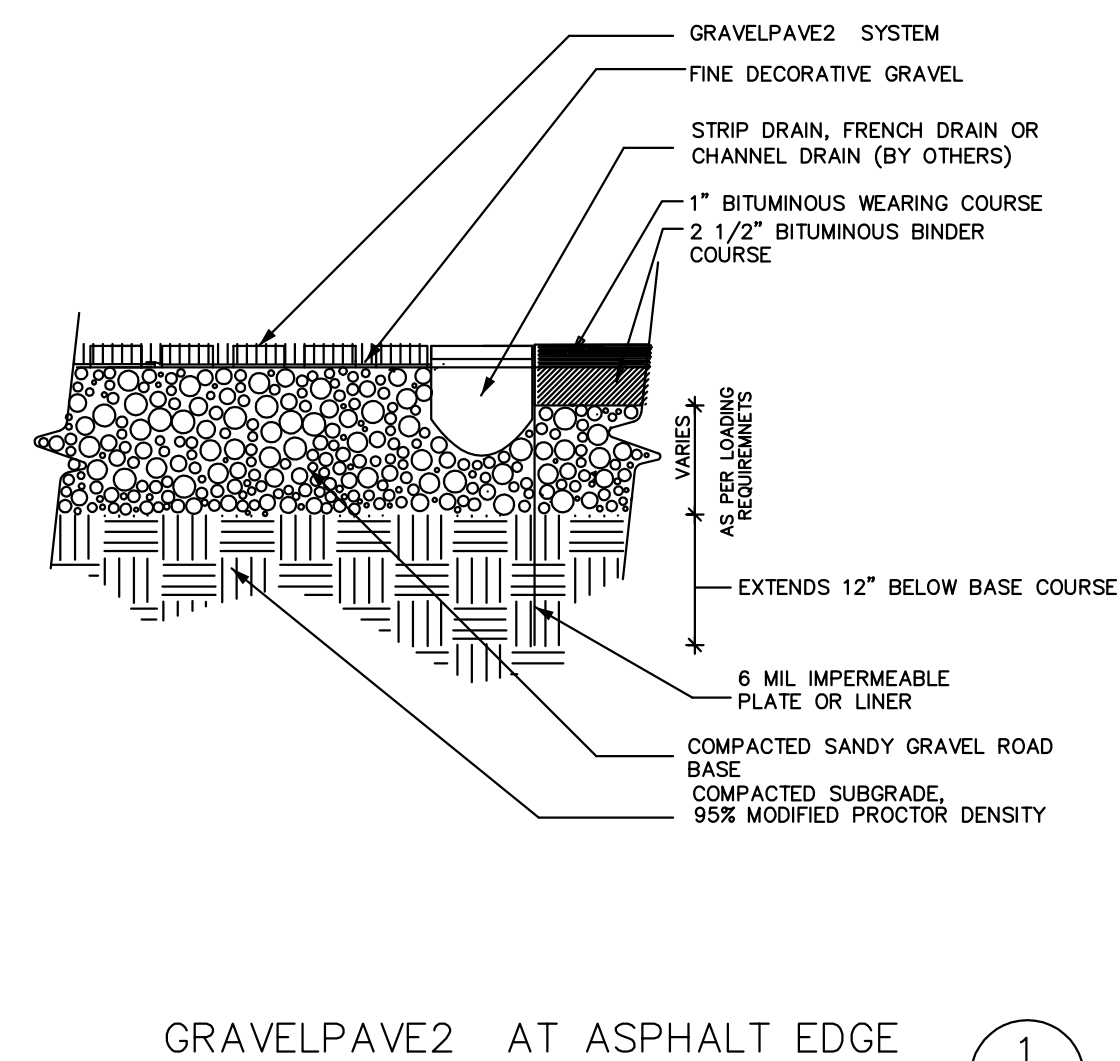 GRAVELPAVE2 SYSTEM
FINE DECORATIVE GRAVEL
STRIP DRAIN, FRENCH DRAIN OR
CHANNEL DRAIN (BY OTHERS)
1" BITUMINOUS WEARING COURSE
2 1/2" BITUMINOUS BINDER
COURSE
VARIES
AS PER LOADING
REQUIREMNETS
EXTENDS 12" BELOW BASE COURSE
6 MIL IMPERMEABLE
PLATE OR LINER
COMPACTED SANDY GRAVEL ROAD
BASE
COMPACTED SUBGRADE,
95% MODIFIED PROCTOR DENSITY
GRAVELPAVE2 AT ASPHALT EDGE
1